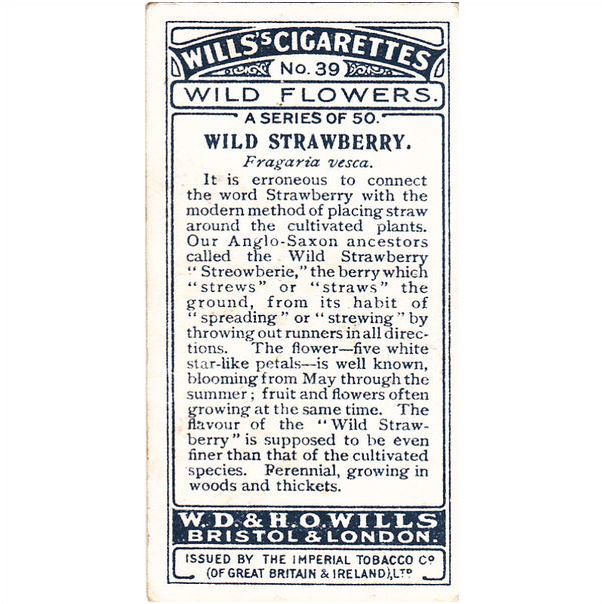 WILLS'S CIGARETTES
No. 39
WILD FLOWERS.
A SERIES OF 50.
WILD STRAWBERRY.
Fragaria vesca.
It is erroneous to connect
the word Strawberry with the
modern method of placing straw
around the cultivated plants.
Our Anglo-Saxon ancestors
called the Wild Strawberry
"Streowberie," the berry which
"strews" or "straws" the
ground, from its habit of
"spreading" or "strewing" by
throwing out runners in all direc-
tions. The flower—five white
star-like petals—is well known,
blooming from May through the
summer; fruit and flowers often
growing at the same time. The
flavour of the "Wild Straw-
berry" is supposed to be even
finer than that of the cultivated
species. Perennial, growing in
woods and thickets.
W.D. & H.O. WILLS
BRISTOL & LONDON.
ISSUED BY THE IMPERIAL TOBACCO Co
(OF GREAT BRITAIN & IRELAND), LTD